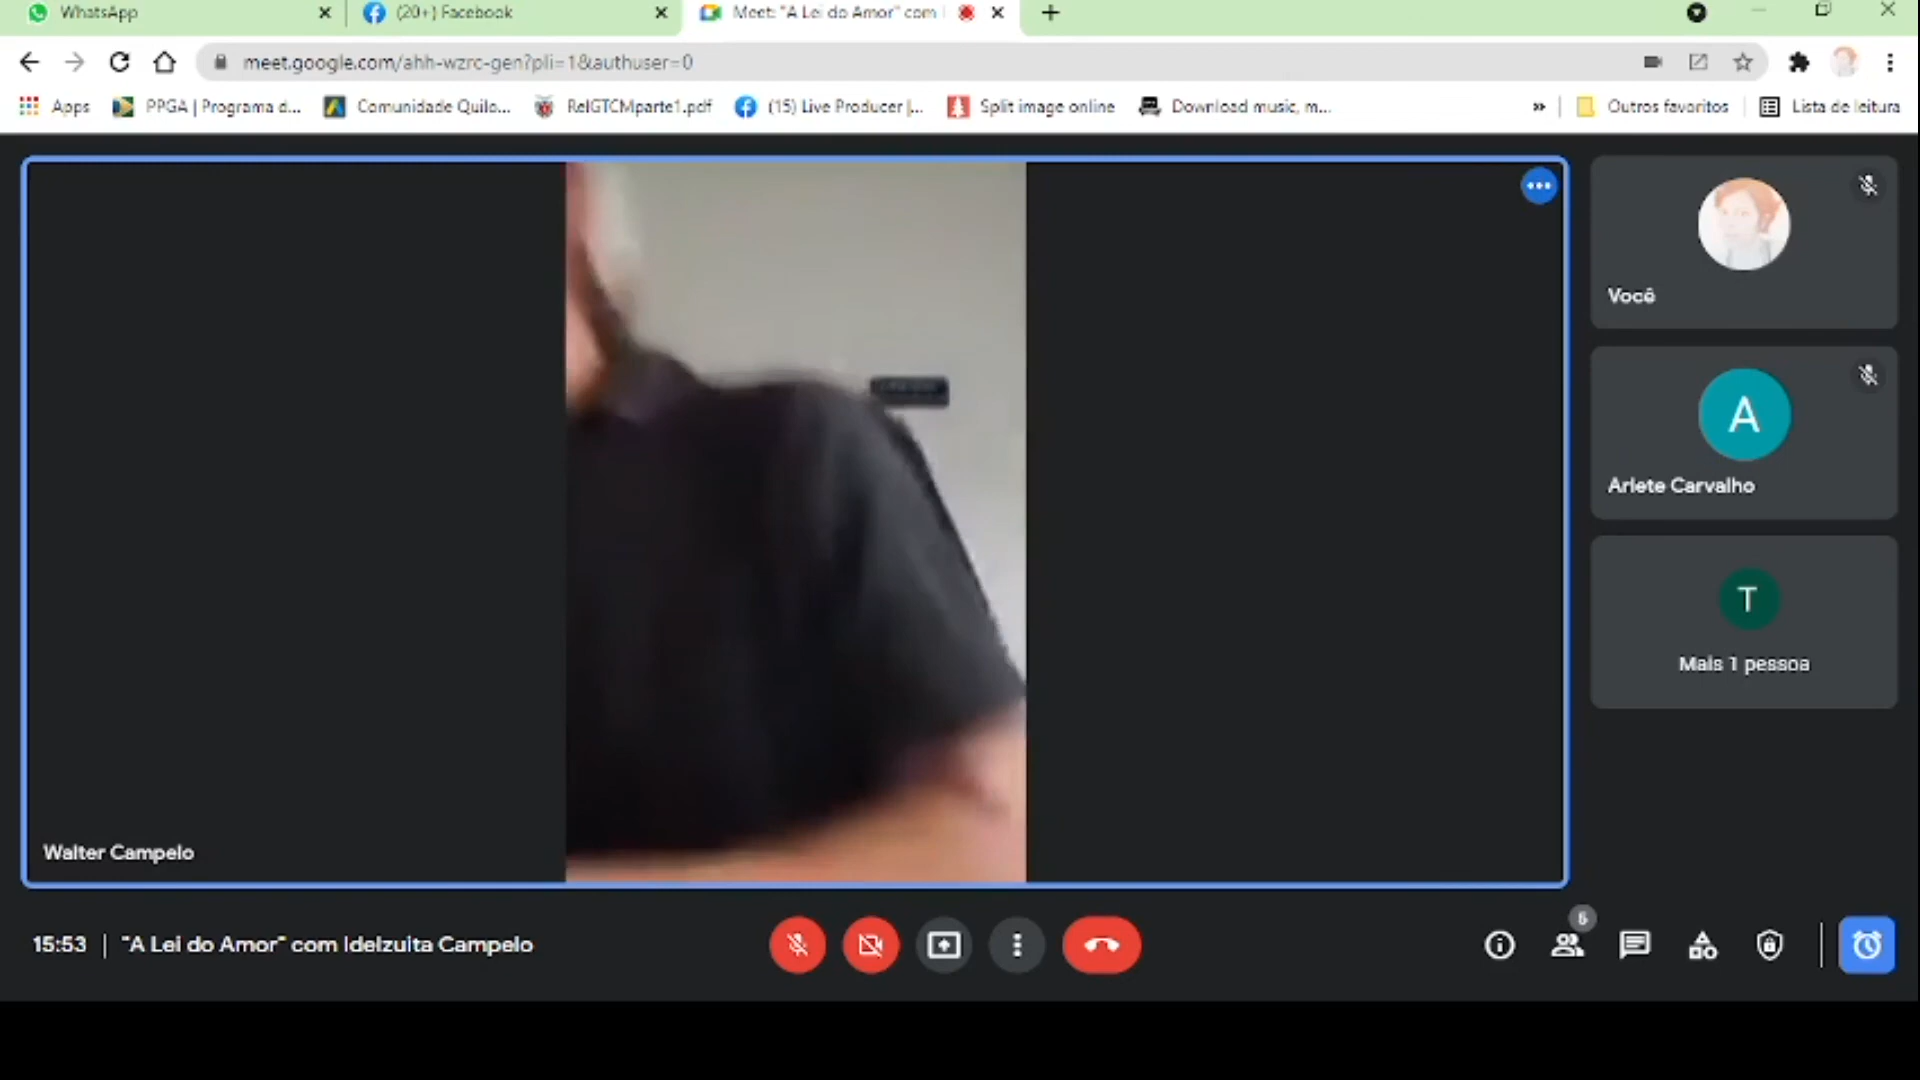 WhatsApp
(20+) Facebook
Meet: "A Lei do Amor" com
meet.google.com/ahh-wzrc-gen?pli=1&authuser=0
Apps
PPGA | Programa d...
Comunidade Quilo...
RelGTCMparte1.pdf
(15) Live Producer |...
Split image online
Download music, m...
»
Outros favoritos
Lista de leitura
Você
A
Arlete Carvalho
T
Mais 1 pessoa
Walter Campelo
15:53 | "A Lei do Amor" com Idelzuita Campelo